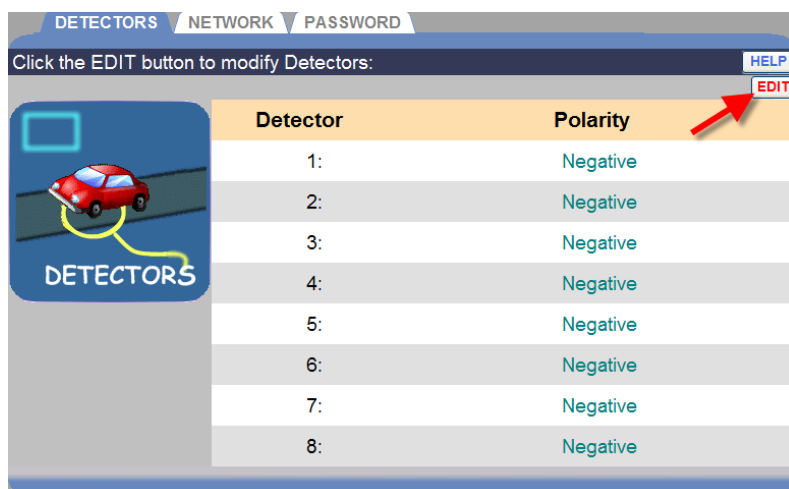 DETECTORS NETWORK PASSWORD
Click the EDIT button to modify Detectors: HELP
EDIT
Detector Polarity
1: Negative
2: Negative
3: Negative
DETECTORS
4: Negative
5: Negative
6: Negative
7: Negative
8: Negative